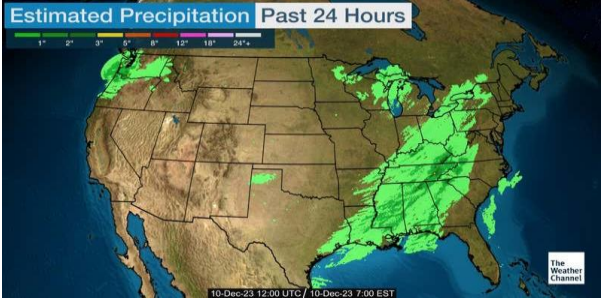 Estimated Precipitation Past 24 Hours
1" 2" 3" 5" 8" 12" 18" 24"+
The
Weather
Channel
10-Dec-23 12:00 UTC / 10-Dec-23 7:00 EST